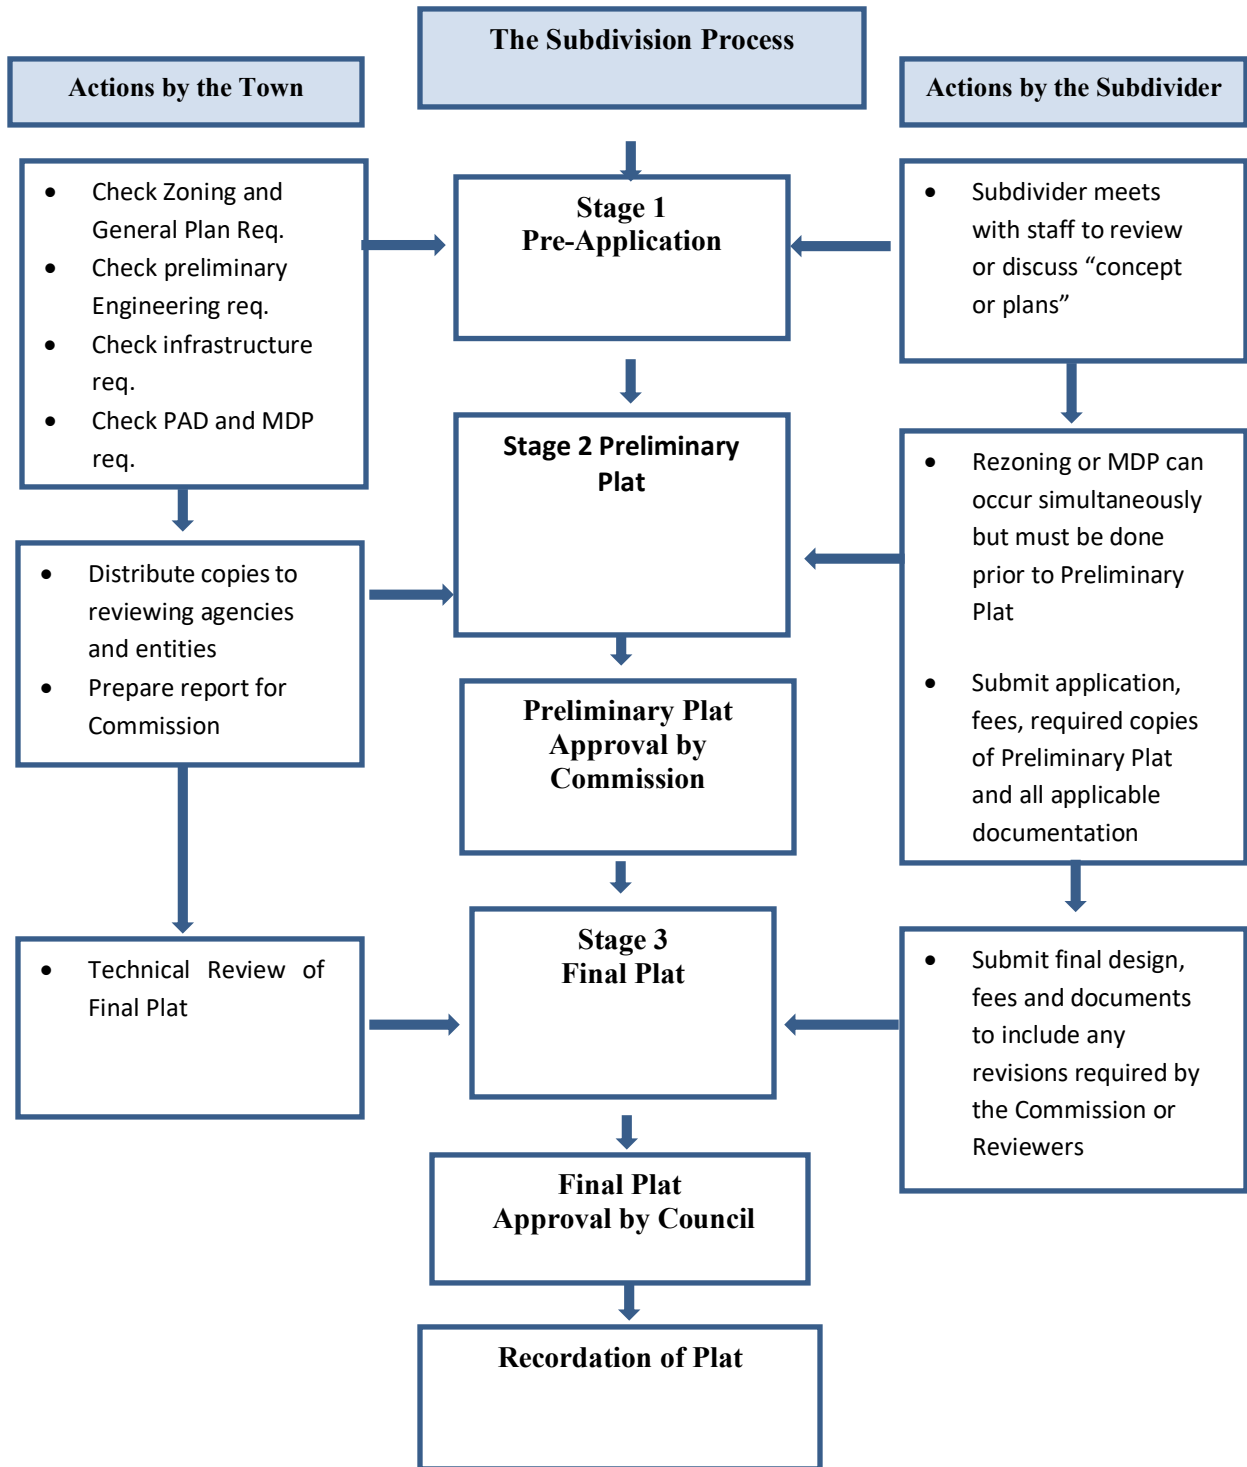 The Subdivision Process
Actions by the Town
Actions by the Subdivider
• Check Zoning and
General Plan Req.
• Check preliminary
Engineering req.
• Check infrastructure
req.
• Check PAD and MDP
req.
Stage 1
Pre-Application
• Subdivider meets
with staff to review
or discuss “concept
or plans”
Stage 2 Preliminary
Plat
• Distribute copies to
reviewing agencies
and entities
• Prepare report for
Commission
• Rezoning or MDP can
occur simultaneously
but must be done
prior to Preliminary
Plat
• Submit application,
fees, required copies
of Preliminary Plat
and all applicable
documentation
Preliminary Plat
Approval by
Commission
• Technical Review of
Final Plat
Stage 3
Final Plat
• Submit final design,
fees and documents
to include any
revisions required by
the Commission or
Reviewers
Final Plat
Approval by Council
Recordation of Plat